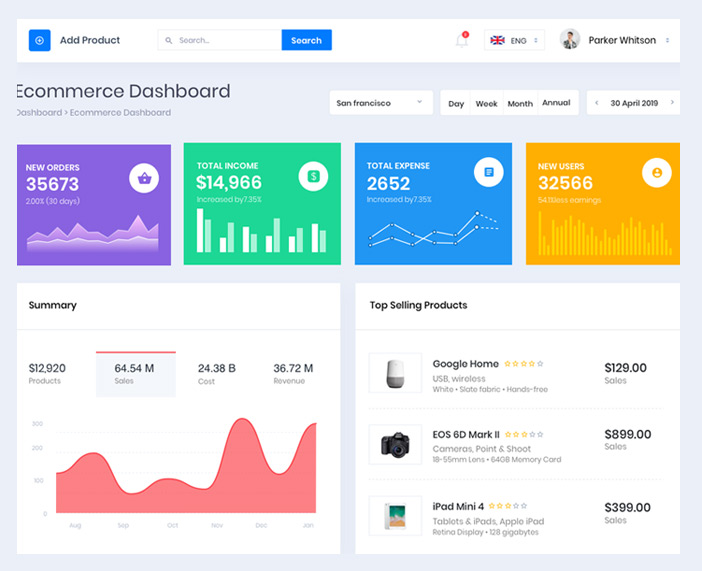 Add Product
Search...
Search
1
ENG
Parker Whitson
Ecommerce Dashboard
Dashboard > Ecommerce Dashboard
San francisco
Day Week Month Annual
< 30 April 2019 >
NEW ORDERS
35673
2.00% (30 days)
TOTAL INCOME
$14,966
Increased by7.35%
$
TOTAL EXPENSE
2652
Increased by7.35%
NEW USERS
32566
54.1%less earnings
Summary
$12,920
Products
64.54 M
Sales
24.38 B
Cost
36.72 M
Revenue
300
200
100
0
Aug Sep Oct Nov Dec Jan
Top Selling Products
Google Home
USB, wireless
White • Slate fabric • Hands-free
$129.00
Sales
EOS 6D Mark II
Cameras, Point & Shoot
18-55mm Lens • 64GB Memory Card
$899.00
Sales
iPad Mini 4
Tablets & iPads, Apple iPad
Retina Display • 128 gigabytes
$399.00
Sales